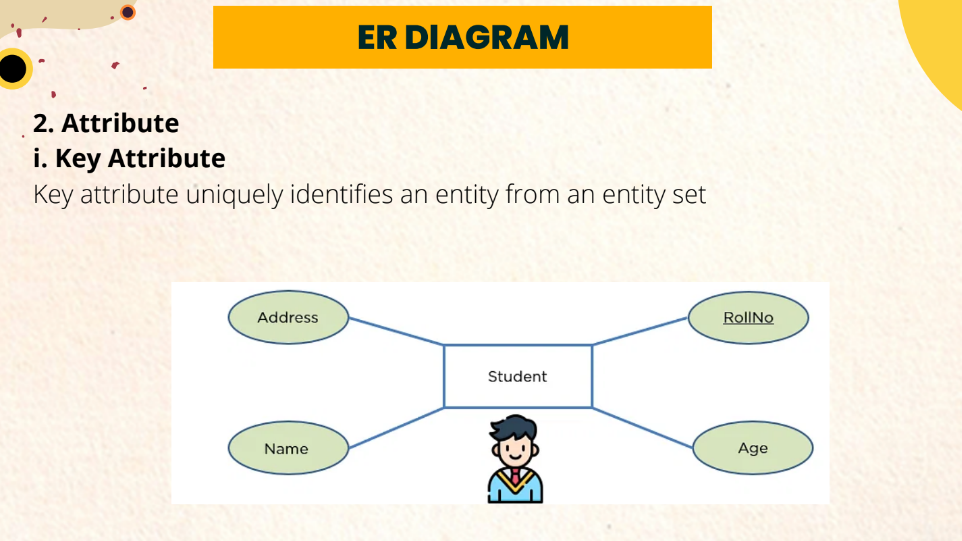 ER DIAGRAM
2. Attribute
i. Key Attribute
Key attribute uniquely identifies an entity from an entity set
Address
RollNo
Student
Name
Age